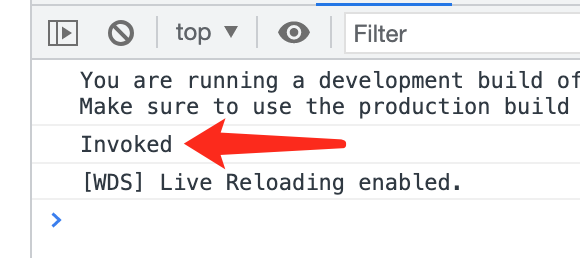 top ▼ Filter
You are running a development build of
Make sure to use the production build
Invoked
[WDS] Live Reloading enabled.